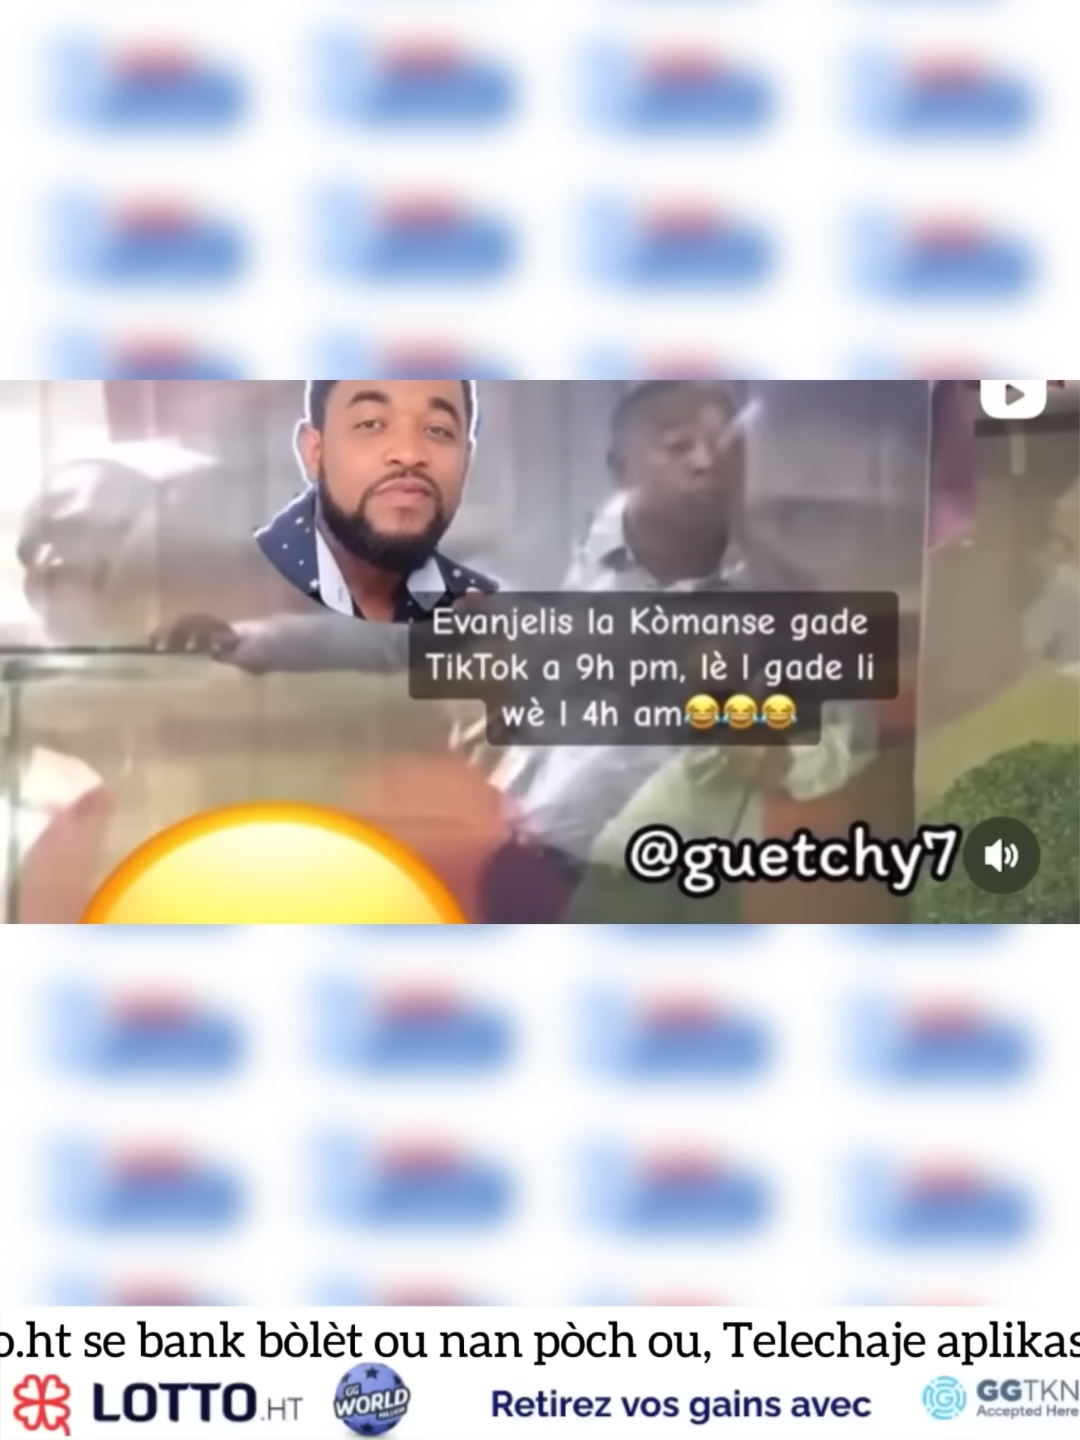 Evanjelis la Kòmanse gade
TikTok a 9h pm, lè l gade li
wè l 4h am😂😂😂
@guetchy7
o.ht se bank bòlèt ou nan pòch ou, Telechaje aplikas
LOTTO.HT
GG
WORLD
Retirez vos gains avec
GGTKN
Accepted Here